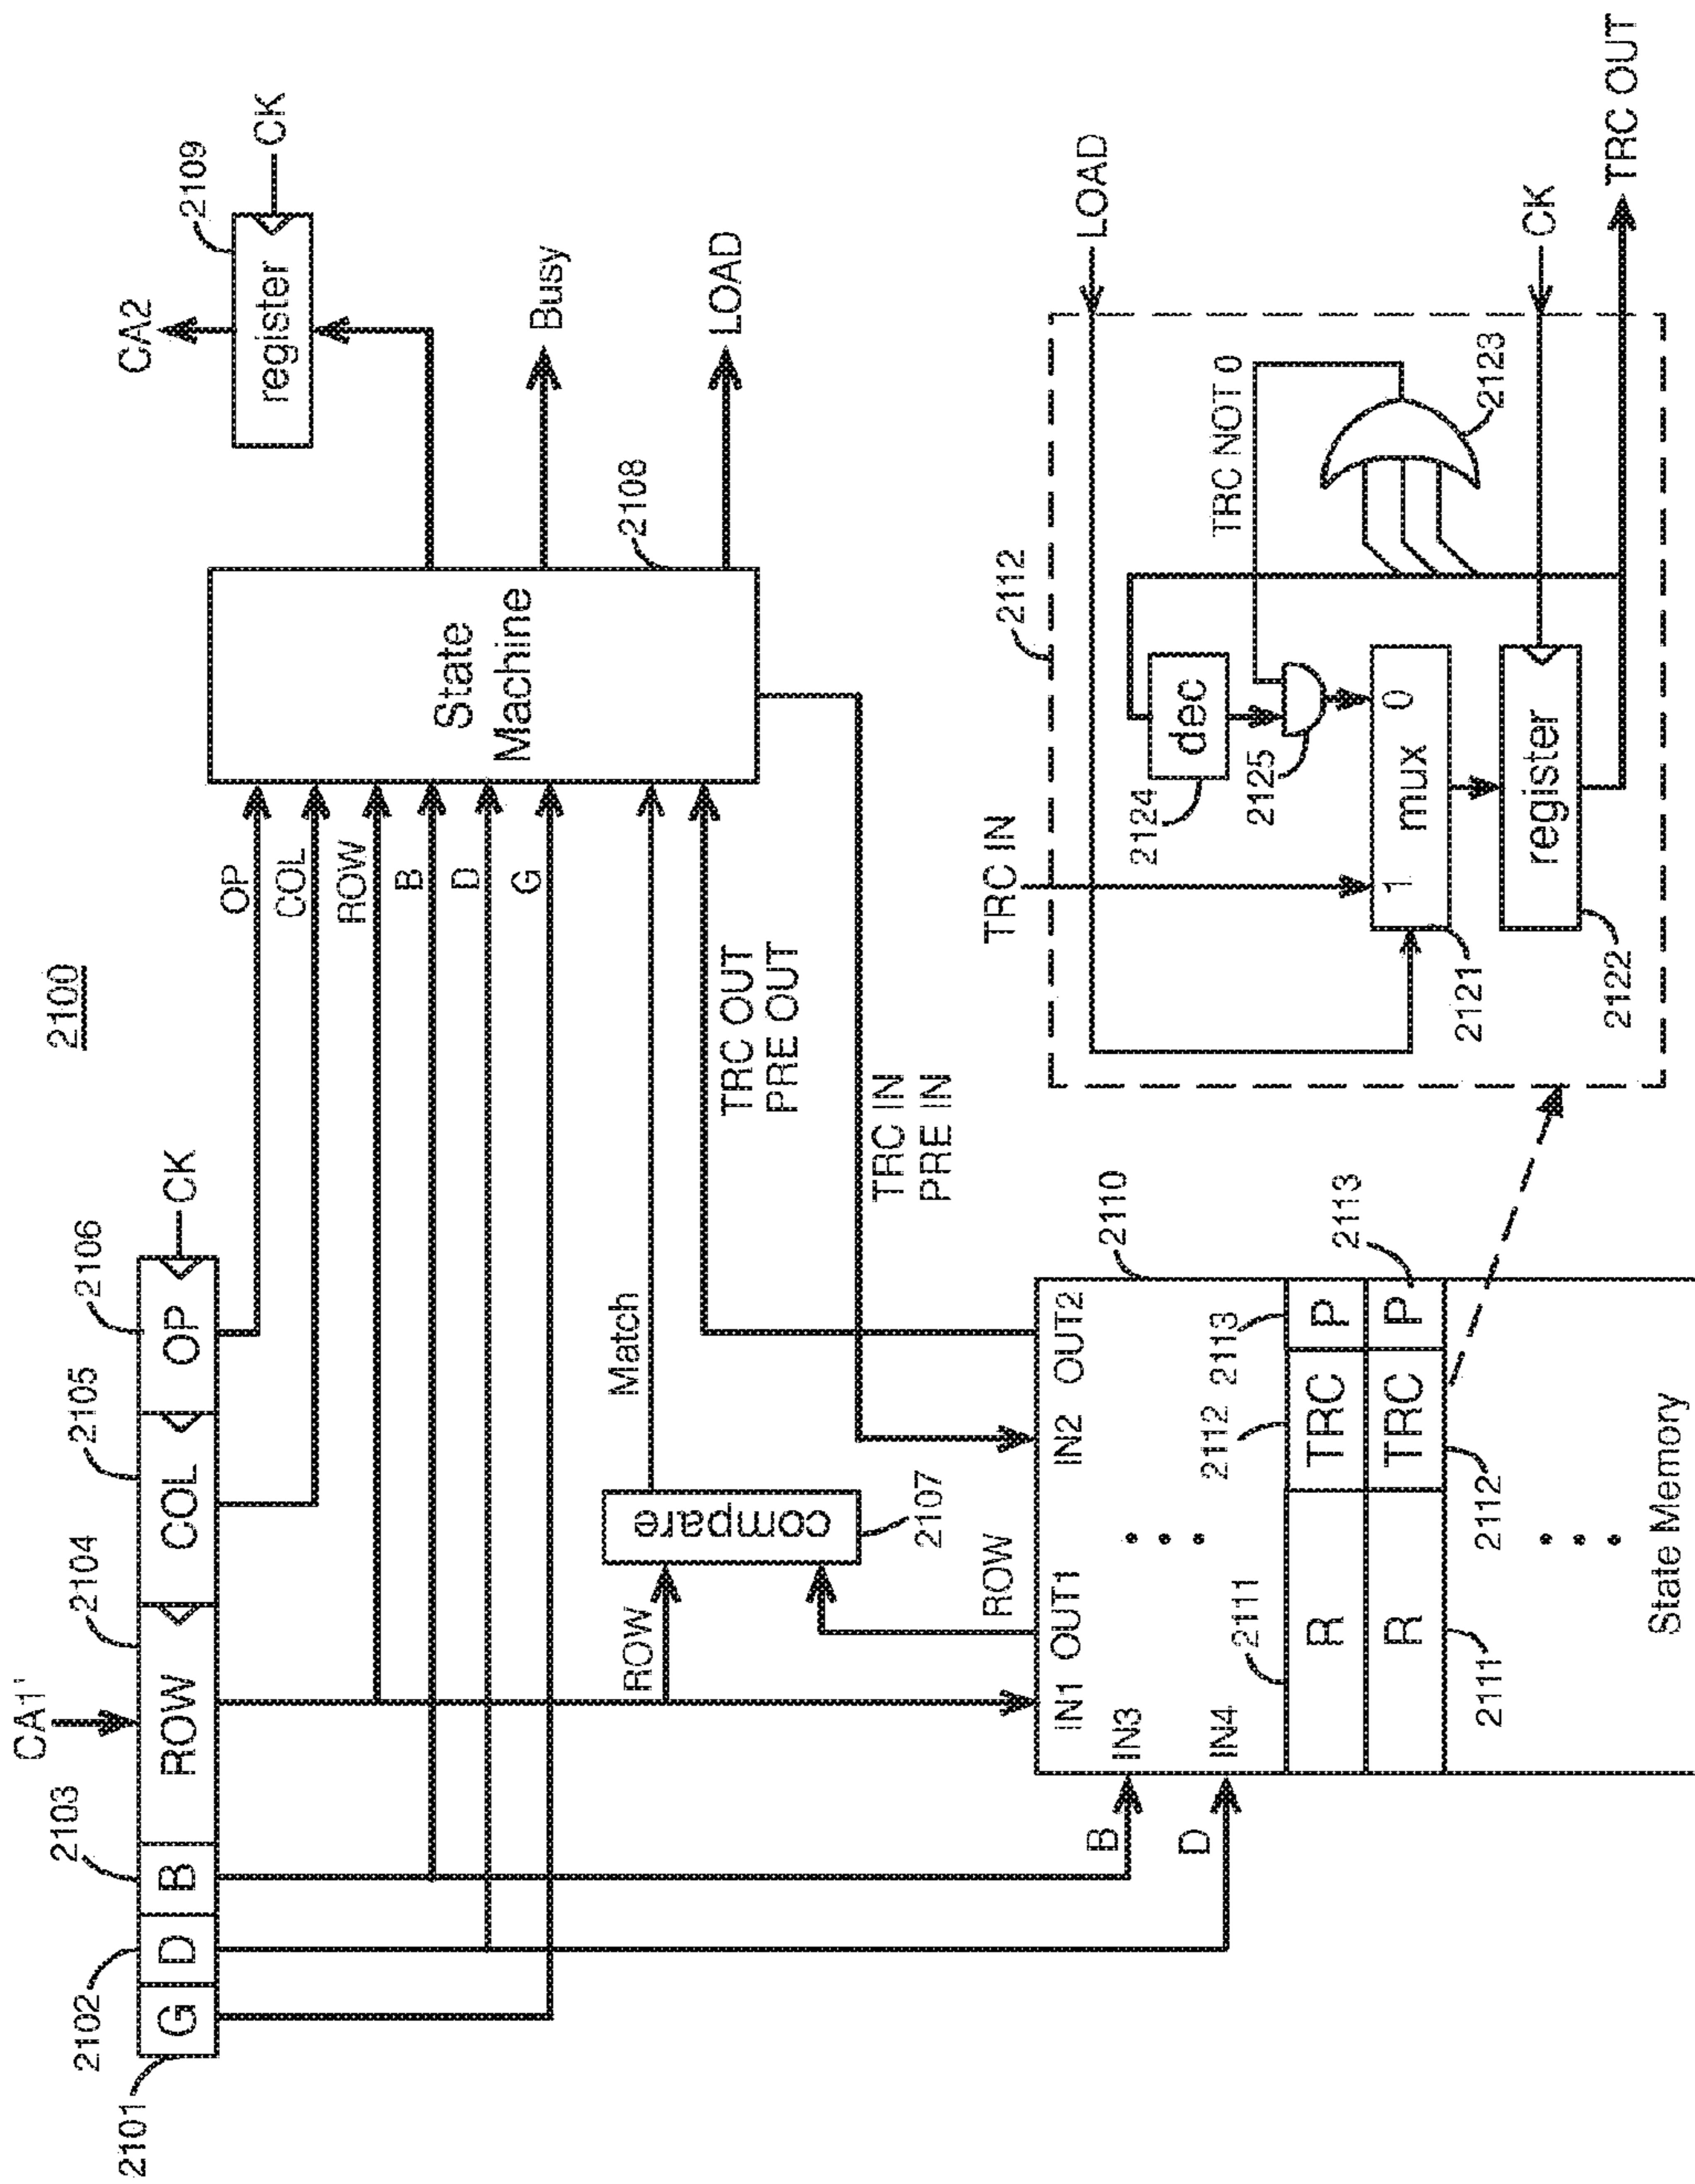 2100
CA1'
2101
2102
2103
2104
2105
2106
G
D
B
ROW
COL
OP
CK
OP
COL
ROW
B
D
G
Match
TRC OUT
PRE OUT
TRC IN
PRE IN
State
Machine
2108
CA2
register
2109
CK
Busy
LOAD
ROW
compare
2107
ROW
B
D
IN1
OUT1
IN2
OUT2
IN3
IN4
2110
2111
2112
2113
R
TRC
P
R
TRC
P
2111
2112
2113
State Memory
2112
LOAD
TRC IN
TRC NOT 0
dec
2124
2125
2123
1
mux
0
2121
register
2122
CK
TRC OUT